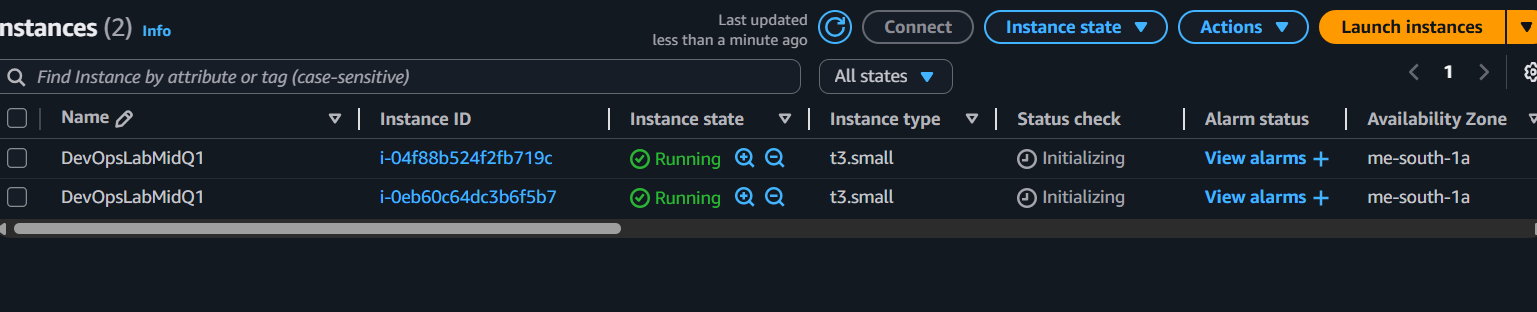 nstances (2) Info
Last updated
less than a minute ago
Connect
Instance state
Actions
Launch instances
Find Instance by attribute or tag (case-sensitive)
All states
1
Name Instance ID Instance state Instance type Status check Alarm status Availability Zone
DevOpsLabMidQ1 i-04f88b524f2fb719c Running t3.small Initializing View alarms + me-south-1a
DevOpsLabMidQ1 i-0eb60c64dc3b6f5b7 Running t3.small Initializing View alarms + me-south-1a